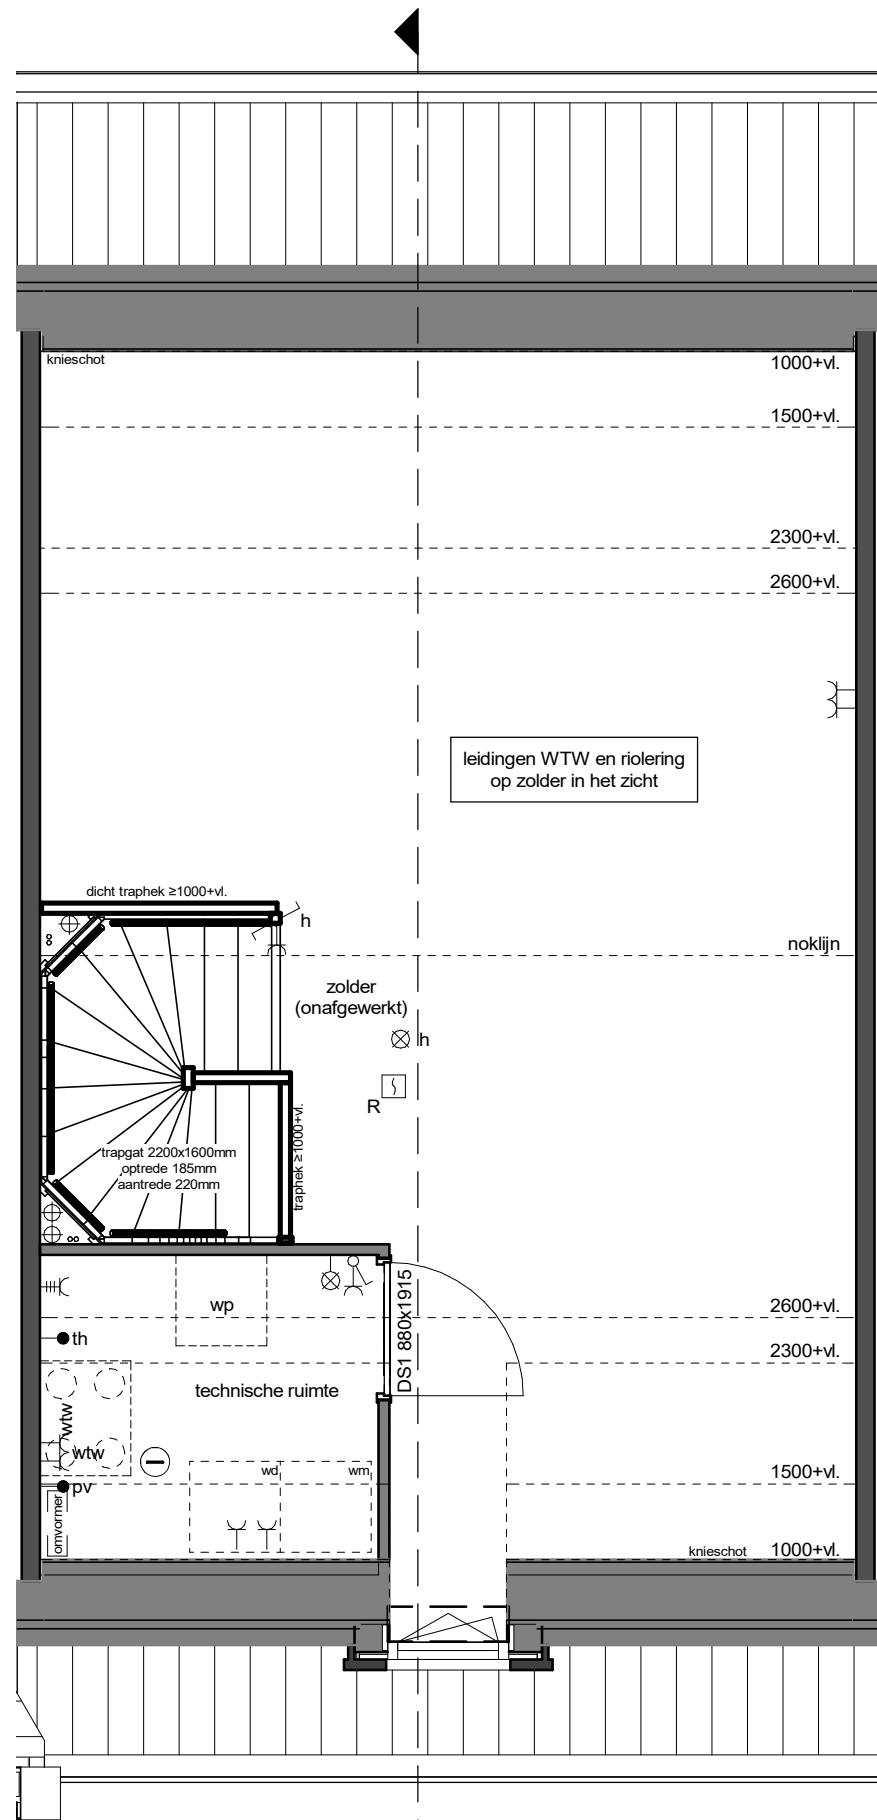 knieschot
1000+vl.
1500+vl.
2300+vl.
2600+vl.
leidingen WTW en riolering
op zolder in het zicht
dicht traphek ≥1000+vl.
h
noklijn
zolder
(onafgewerkt)
h
R
traphek ≥1000+vl.
trapgat 2200x1600mm
optrede 185mm
aantrede 220mm
DS1 880x1915
wp
2600+vl.
th
2300+vl.
technische ruimte
wtw
wtw
wd
wm
1500+vl.
pv
omvormer
knieschot
1000+vl.